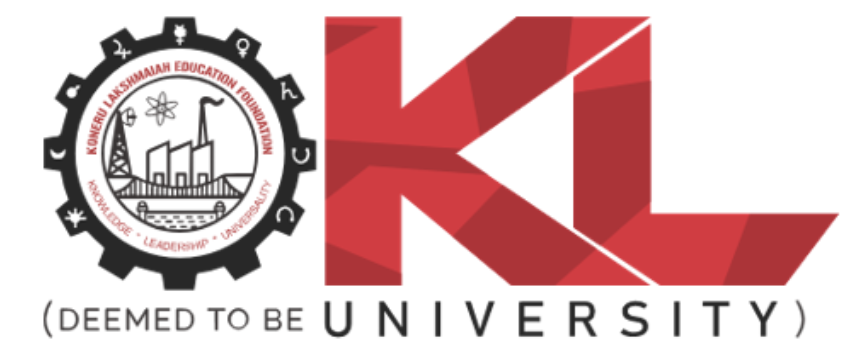 KONERU LAKSHMAIAH EDUCATION FOUNDATION
KNOWLEDGE * LEADERSHIP * UNIVERSALITY
KL
(DEEMED TO BE UNIVERSITY)